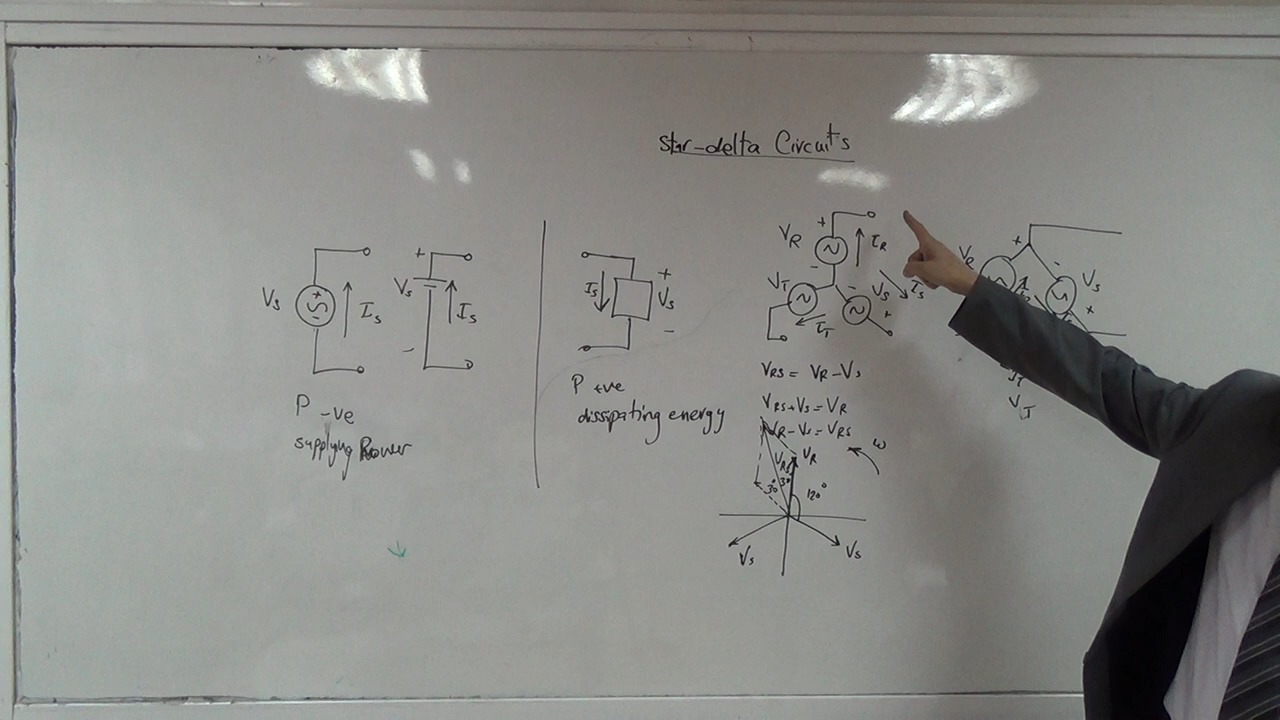 Star-delta Circuits
Vs
+
-
Is
+
Vs
-
Is
P -ve
supplying Power
Is
+
Vs
-
P +ve
dissipating energy
VR
+
-
IR
VT
IT
-
Vs
+
Is
VRS = VR - Vs
VRS + Vs = VR
VR - Vs = VRS
VRS
VR
ω
30°
30°
120°
Vs
Vs
VR
+
-
Vs
+
VT